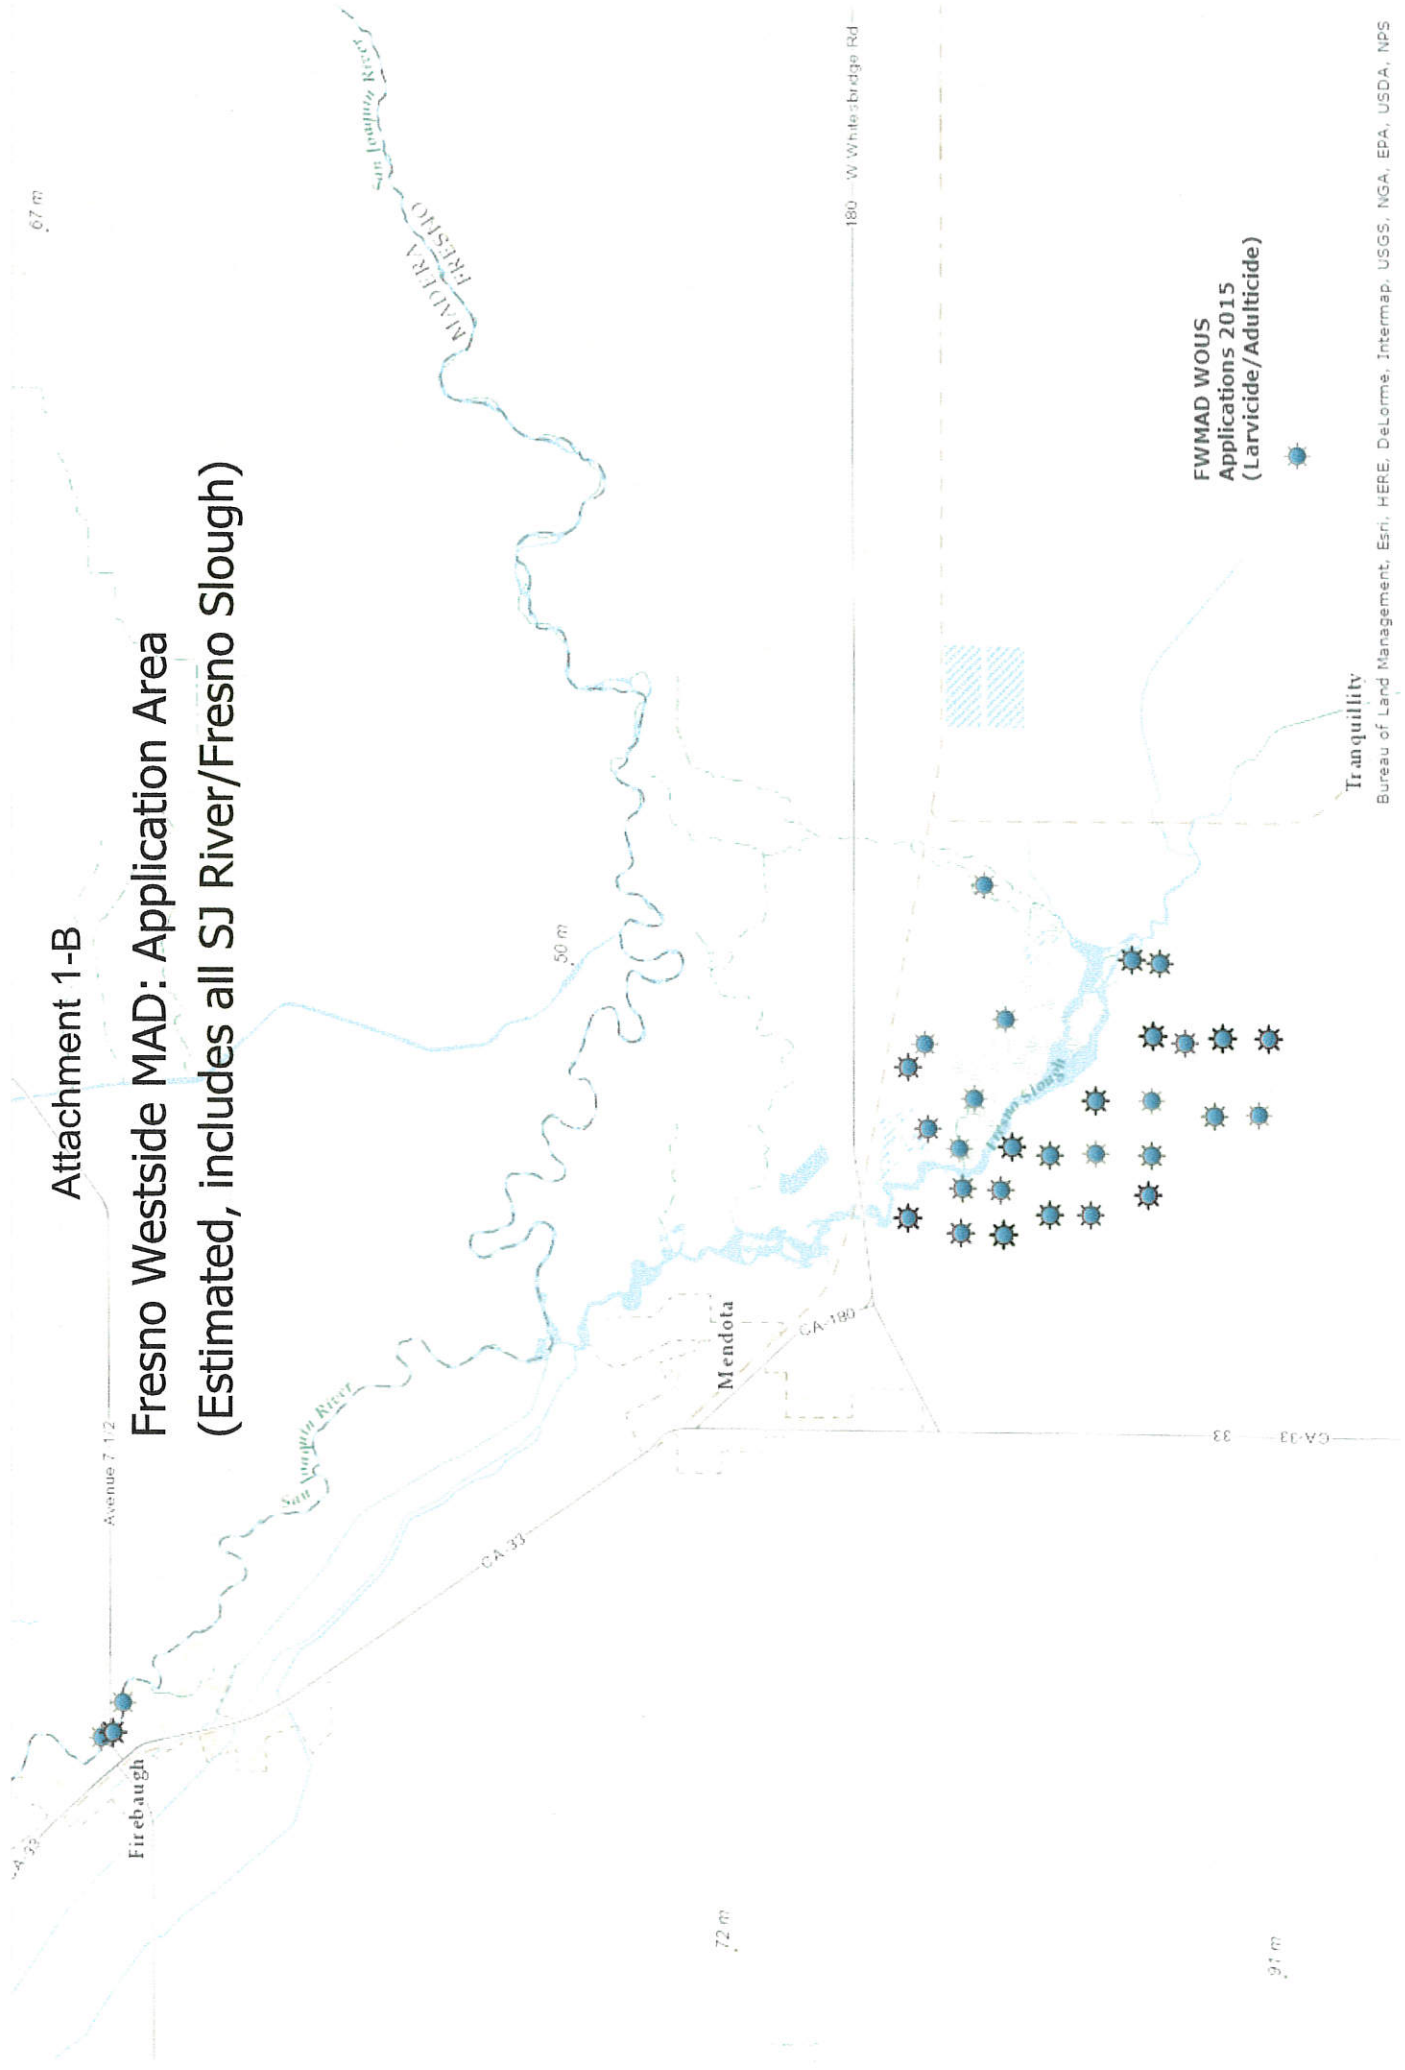 Attachment 1-B
Fresno Westside MAD: Application Area
(Estimated, includes all SJ River/Fresno Slough)
67 m
San Joaquin River
MADERA
FRESNO
Avenue 7 1/2
San Joaquin River
Firebaugh
CA-33
50 m
CA-33
Mendota
CA-180
180
W Whitesbridge Rd
72 m
Fresno Slough
33
CA-33
91 m
Tranquillity
FWMAD WOUS
Applications 2015
(Larvicide/Adulticide)
Bureau of Land Management, Esri, HERE, DeLorme, Intermap, USGS, NGA, EPA, USDA, NPS